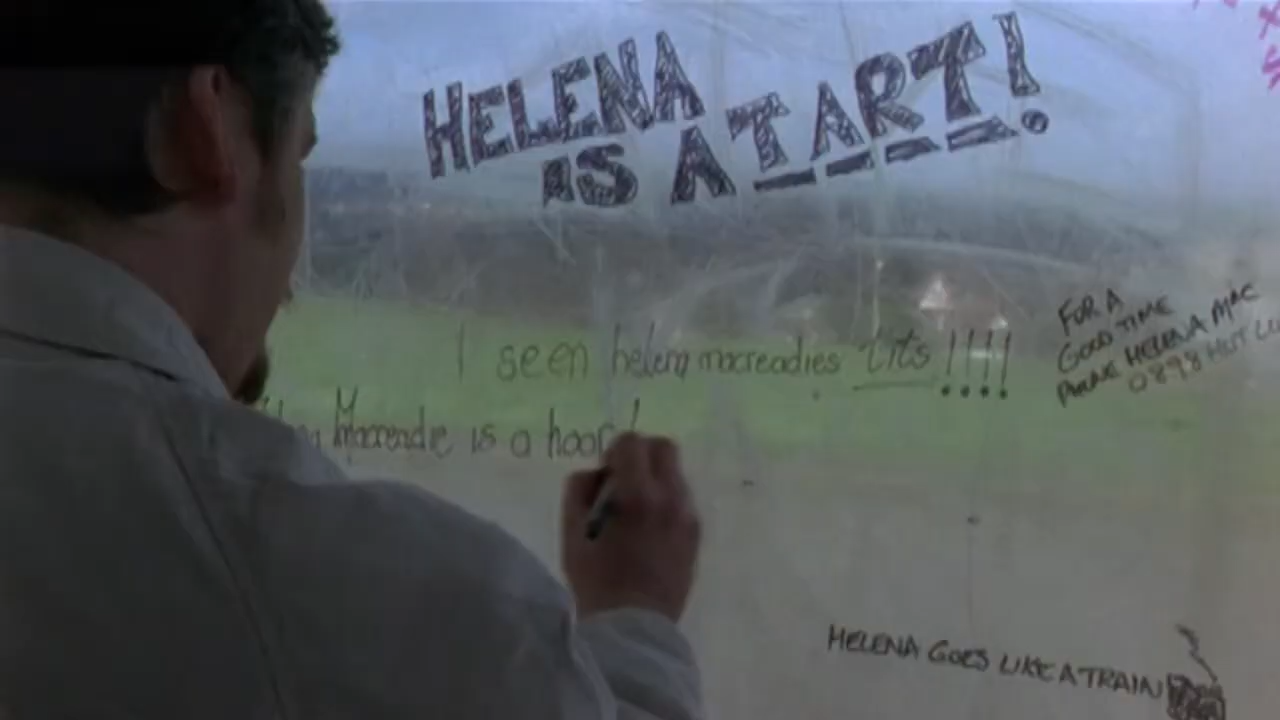 HELENA
IS A TART!
I seen helena macreadies tits!!!!
Macreadie is a hoor!
FOR A
GOOD TIME
PHONE HELENA MAC
0898
HELENA GOES LIKE A TRAIN